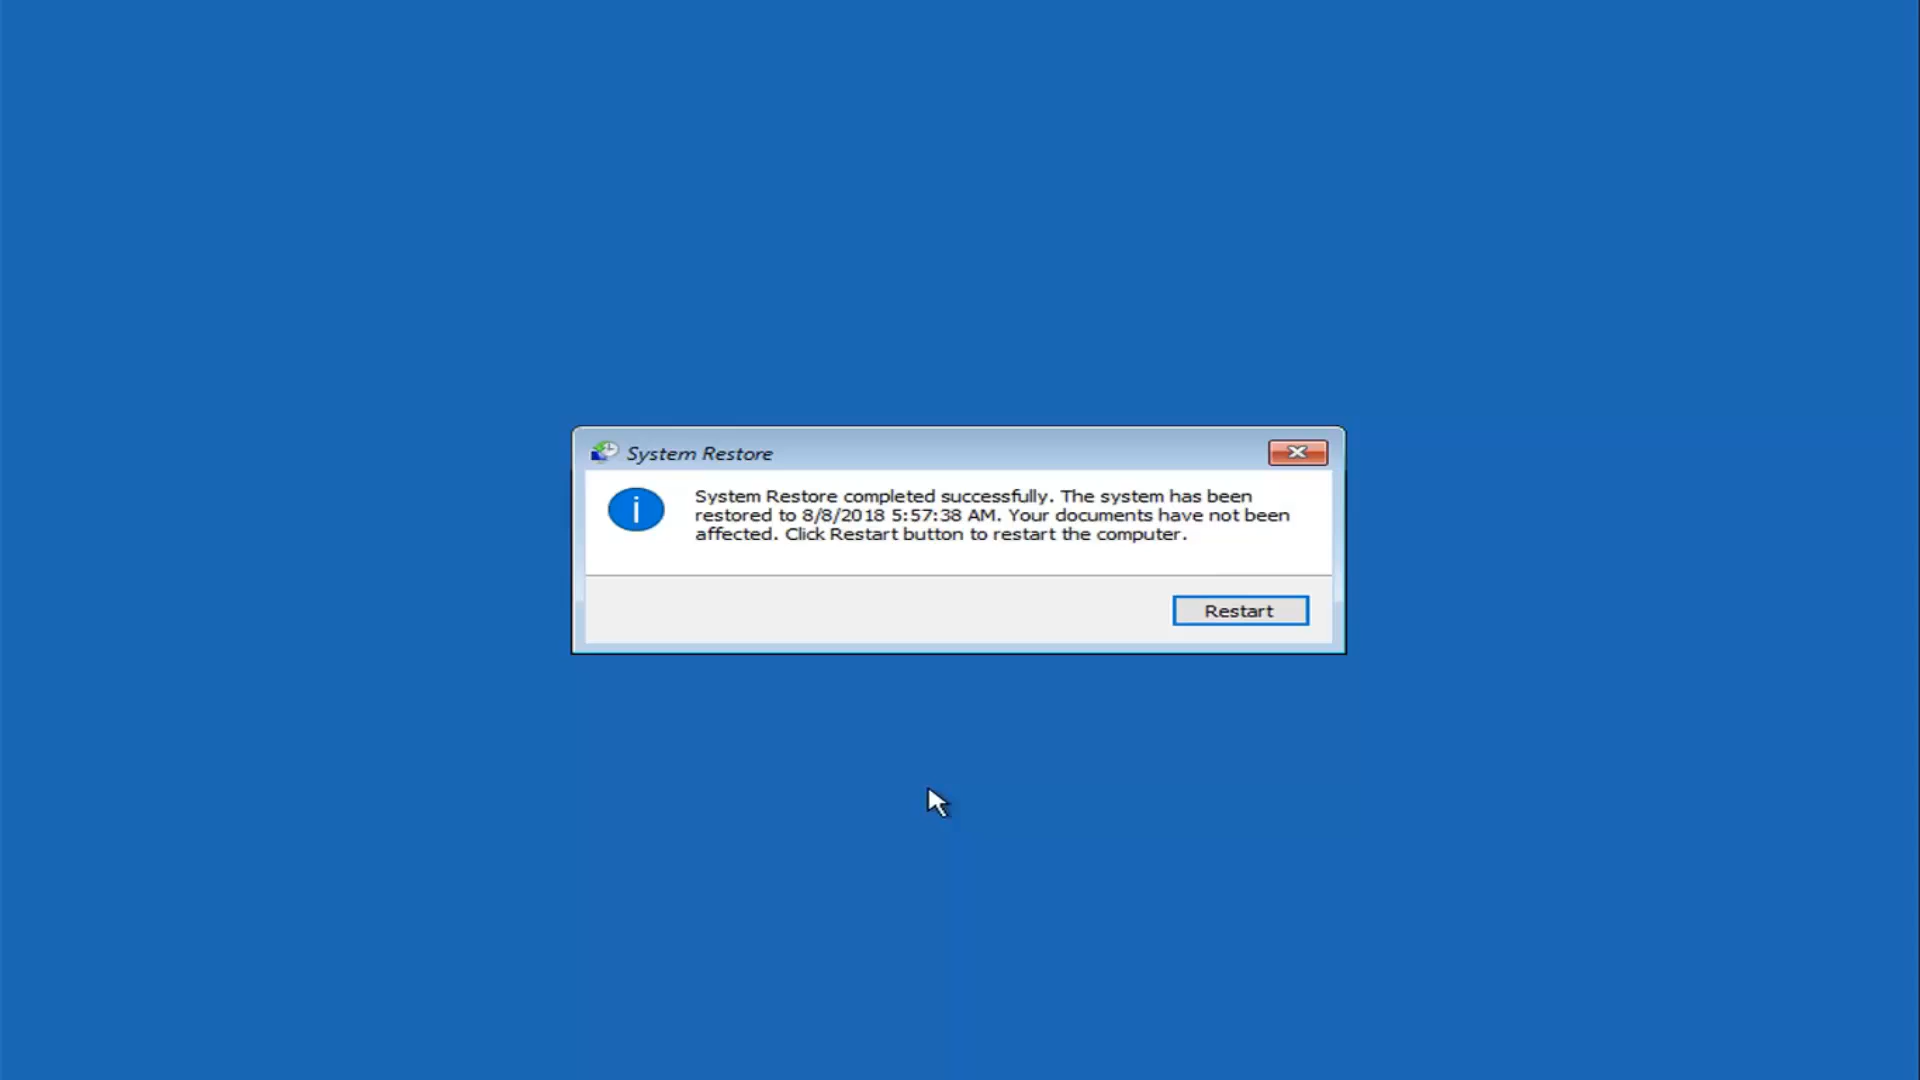 System Restore
System Restore completed successfully. The system has been
restored to 8/8/2018 5:57:38 AM. Your documents have not been
affected. Click Restart button to restart the computer.
Restart